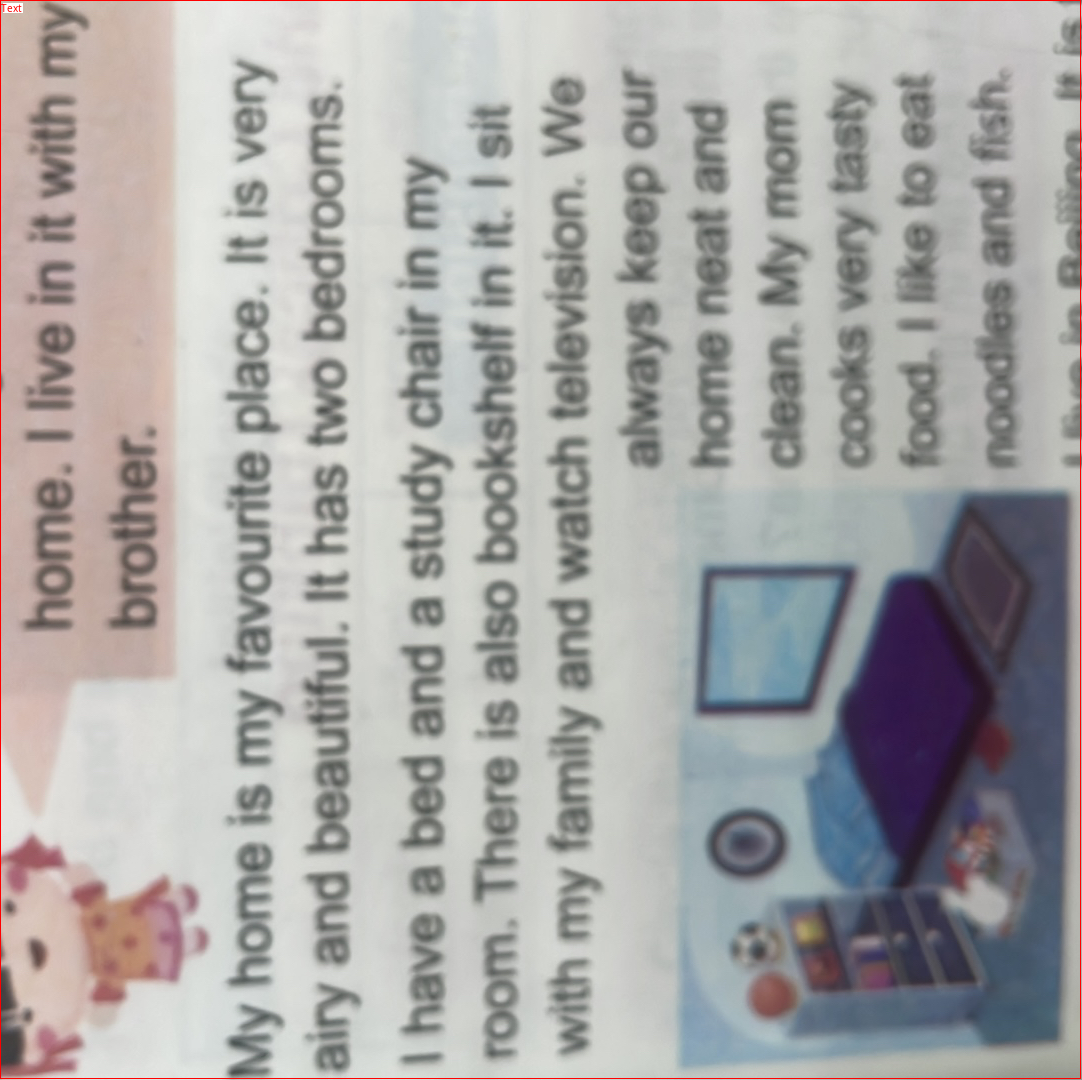 home. I live in it with my
brother.
My home is my favourite place. It is very
airy and beautiful. It has two bedrooms.
I have a bed and a study chair in my
room. There is also bookshelf in it. I sit
with my family and watch television. We
always keep our
home neat and
clean. My mom
cooks very tasty
food. I like to eat
noodles and fish.
I live in Beijing. It is